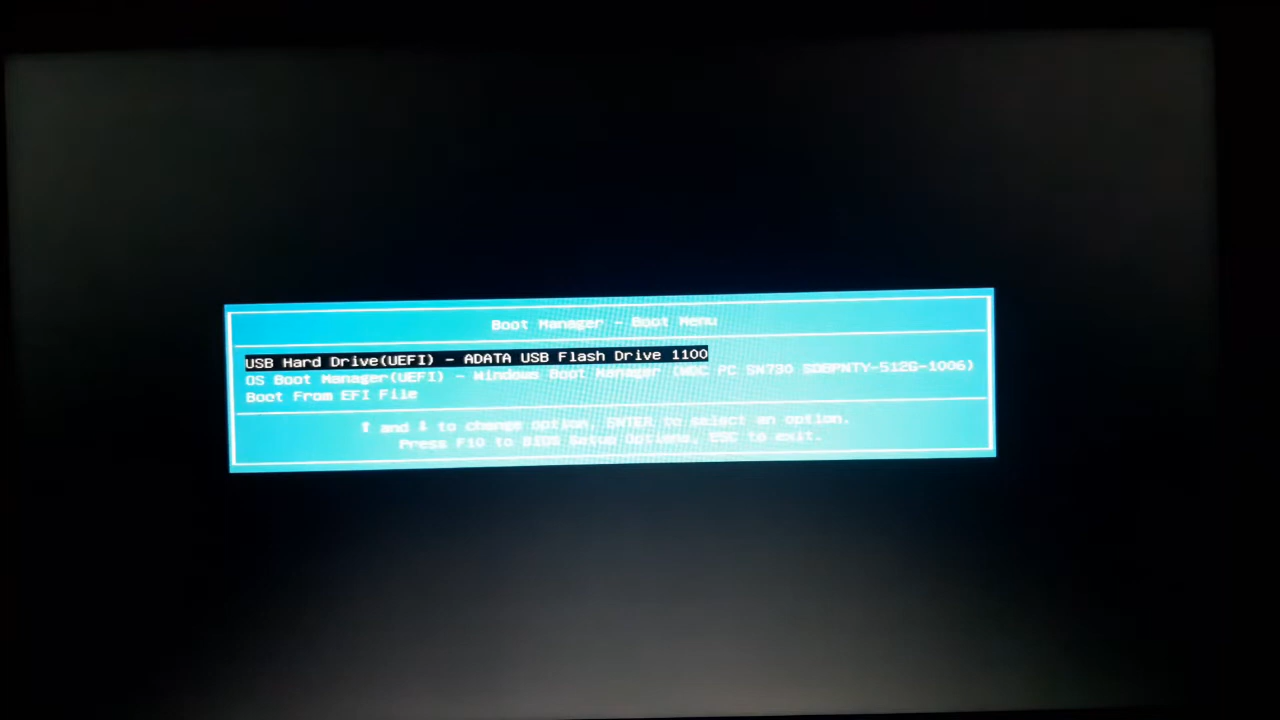 Boot Manager - Boot Menu
USB Hard Drive(UEFI) - ADATA USB Flash Drive 1100
OS Boot Manager(UEFI) - Windows Boot Manager (WDC PC SN730 SDBPNTY-512G-1006)
Boot From EFI File
↑ and ↓ to change option, ENTER to select an option.
Press F10 to BIOS Setup Options, ESC to exit.